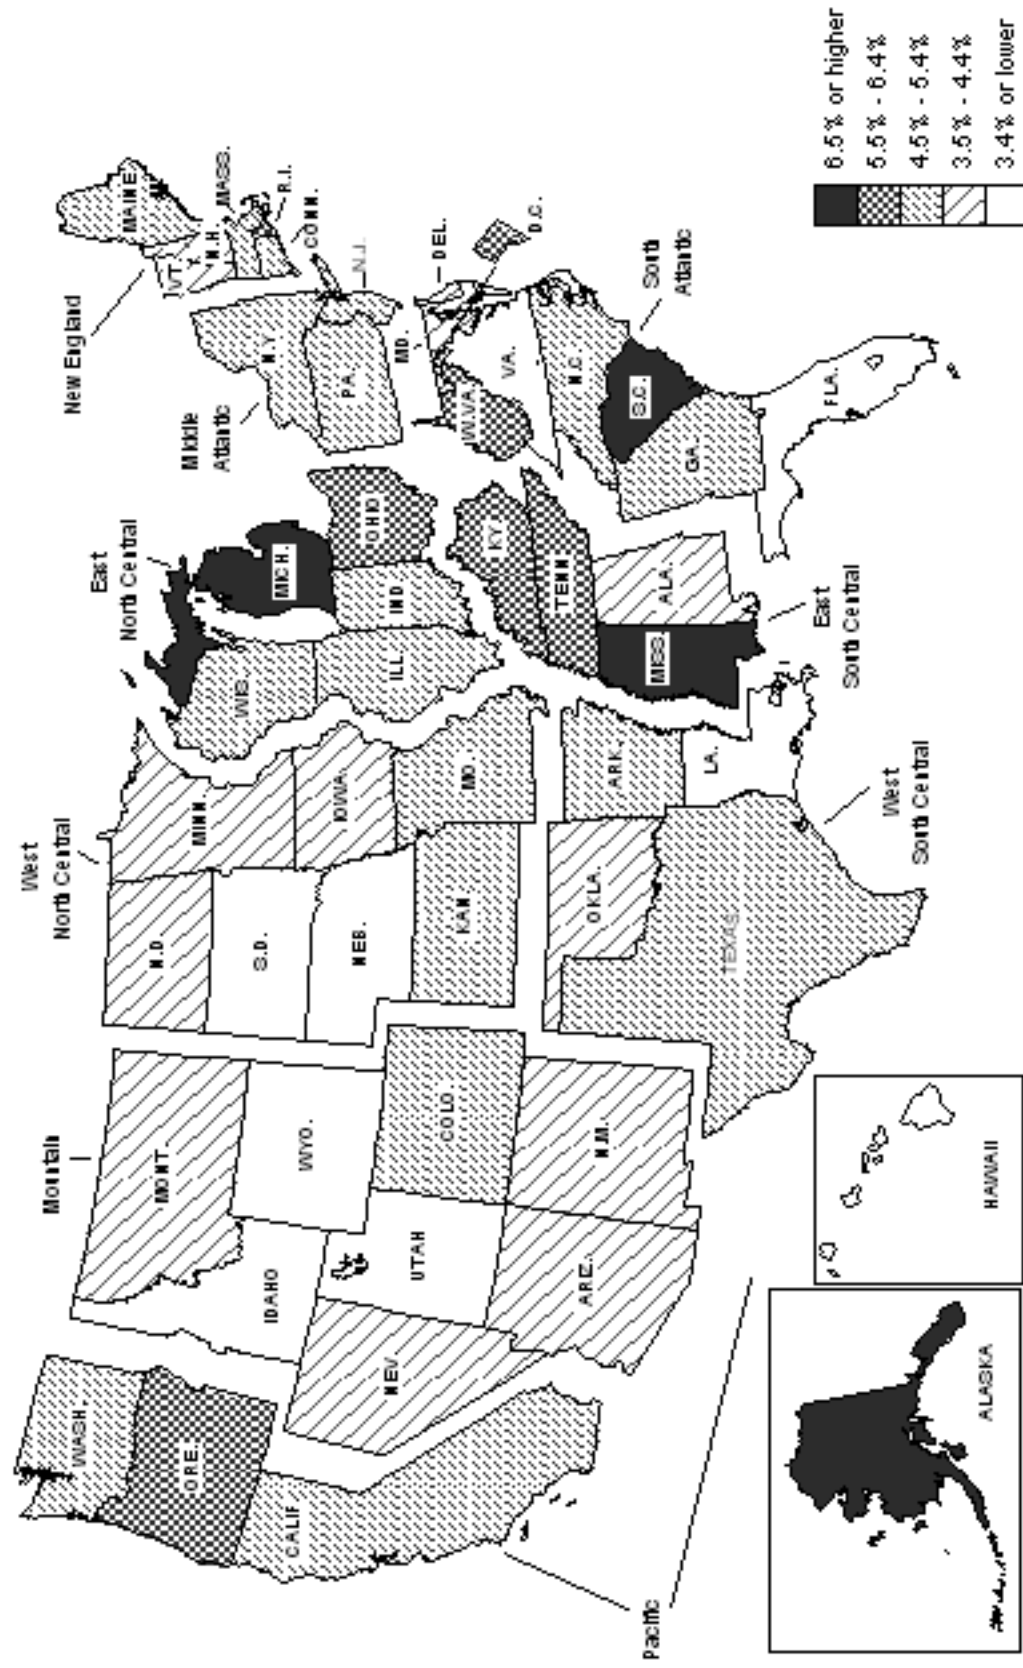 New England
Middle
Atlantic
East
North Central
West
North Central
Mountain
Pacific
South
Atlantic
East
South Central
West
South Central
MAINE
VT.
N.H.
MASS.
R.I.
CONN.
N.Y.
N.J.
PA.
DEL.
MD.
D.C.
W.VA.
VA.
N.C
S.C.
GA.
FLA.
OHIO
MICH.
IND
ILL
WIS.
KY.
TENN
ALA.
MISS.
MINN.
IOWA
MO.
N.D
S.D.
NEB.
KAN
ARK.
LA.
OKLA.
TEXAS
MONT.
WYO.
COLO.
N.M.
IDAHO
UTAH
ARIZ.
NEV
WASH.
ORE.
CALIF
HAWAII
ALASKA
6.5% or higher
5.5% - 6.4%
4.5% - 5.4%
3.5% - 4.4%
3.4% or lower